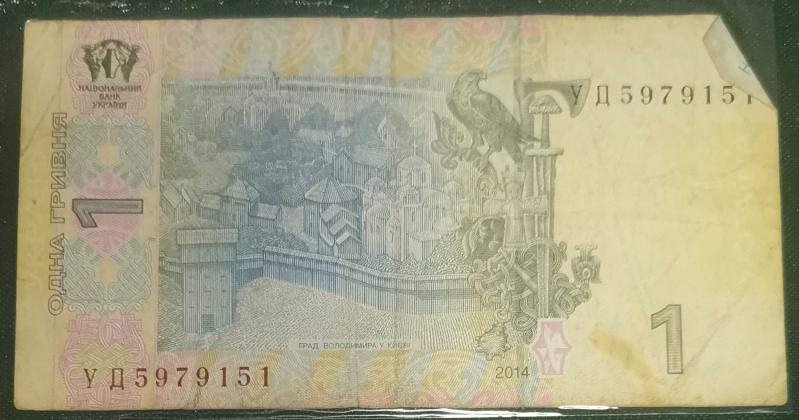 НАЦІОНАЛЬНИЙ
БАНК
УКРАЇНИ
УД5979151
ОДНА ГРИВНЯ
1
ГРАД ВОЛОДИМИРА У КИЄВІ
2014
1
УД5979151